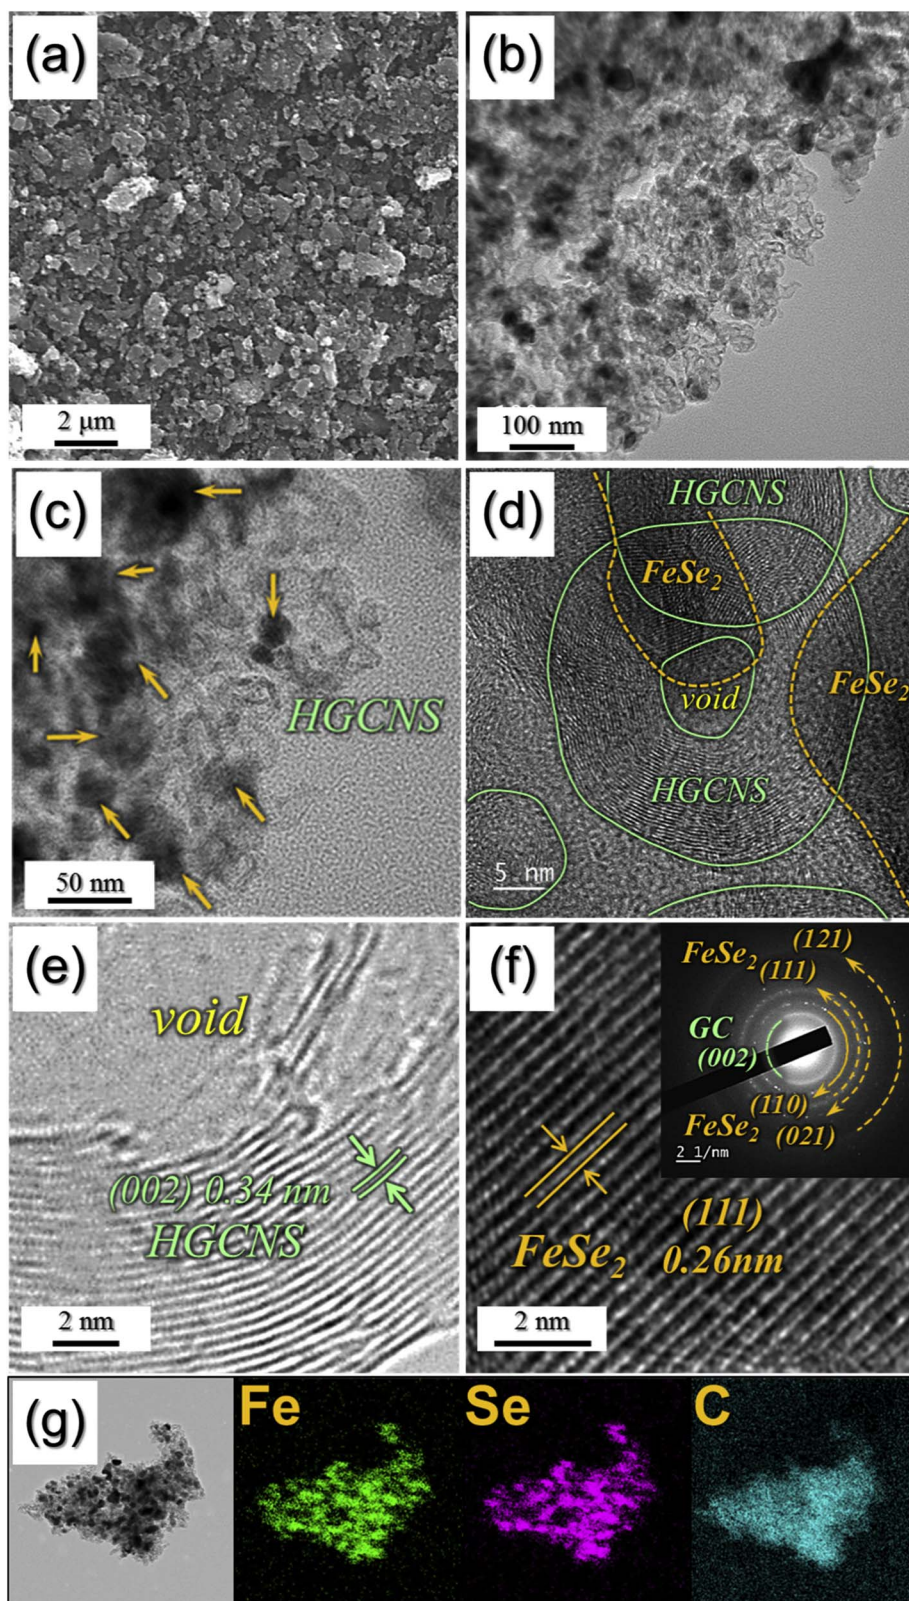 (a)
2 μm
(b)
100 nm
(c)
HGCNS
50 nm
(d)
HGCNS
FeSe₂
FeSe₂
void
HGCNS
5 nm
(e)
void
(002) 0.34 nm
HGCNS
2 nm
(f)
(121)
FeSe₂ (111)
GC
(002)
(110)
FeSe₂ (021)
2 1/nm
(111)
FeSe₂ 0.26nm
2 nm
(g)
Fe
Se
C